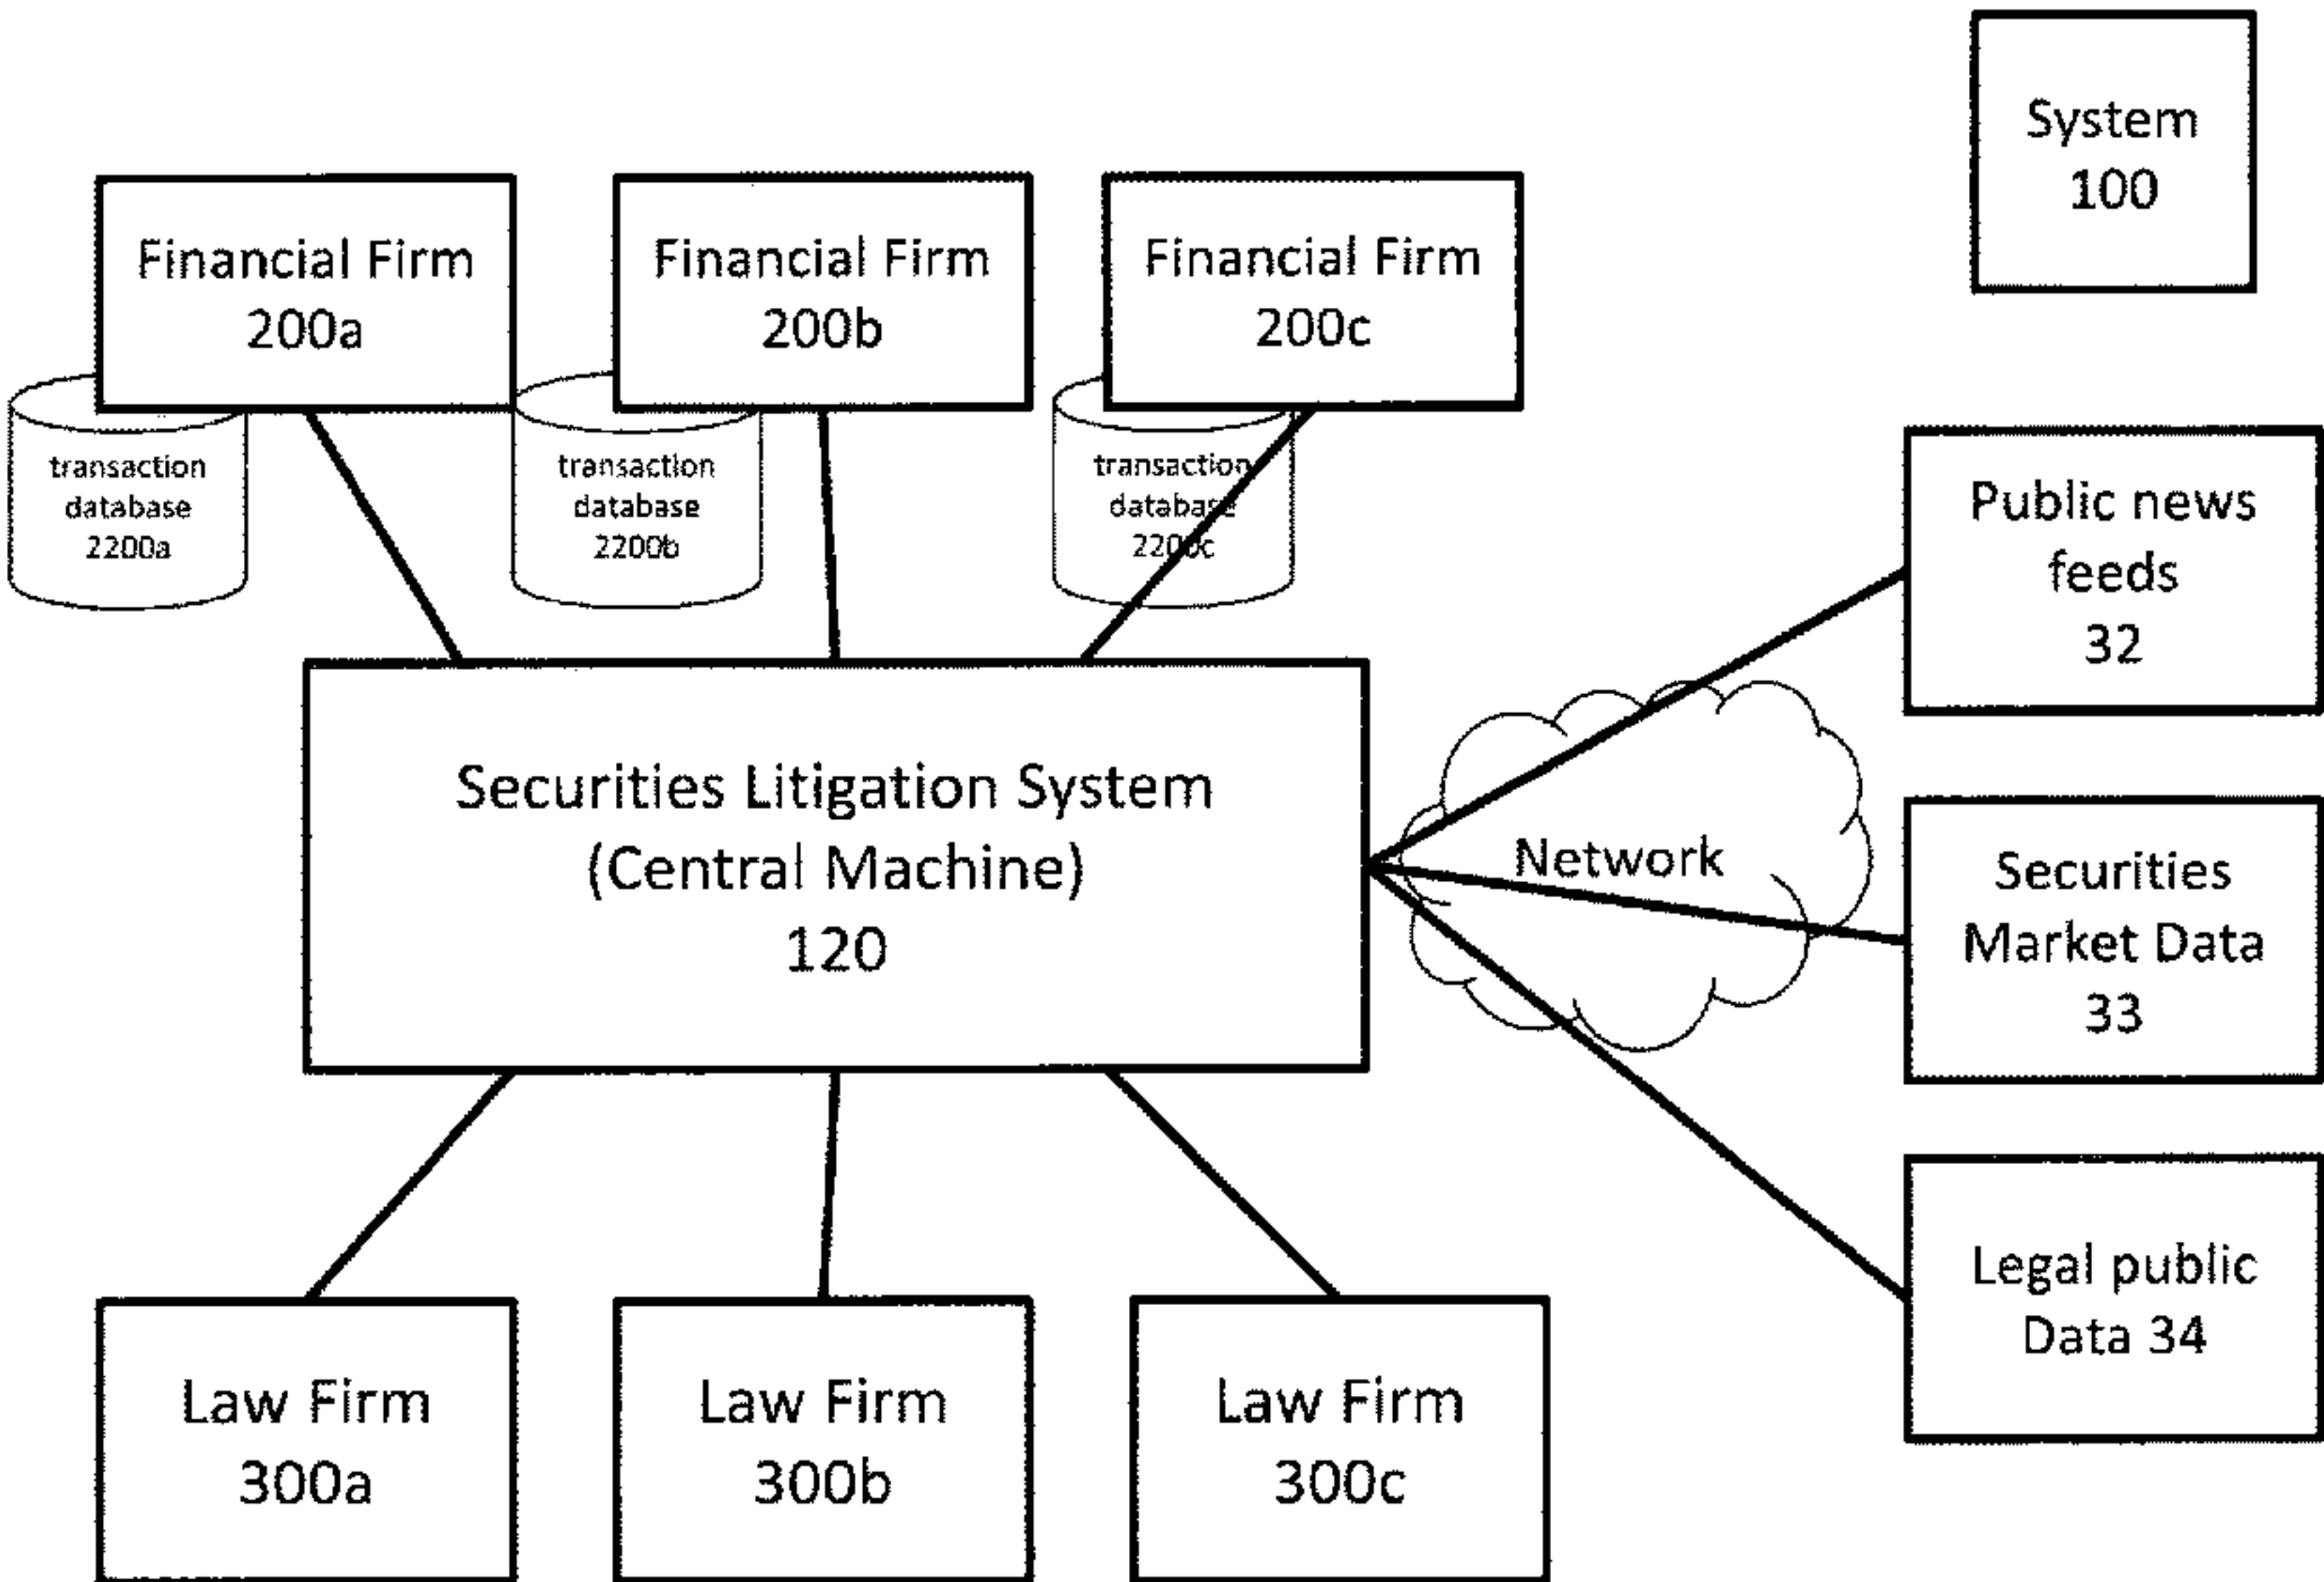 System
100
Financial Firm
200a
Financial Firm
200b
Financial Firm
200c
transaction
database
2200a
transaction
database
2200b
transaction
database
2200c
Public news
feeds
32
Securities Litigation System
(Central Machine)
120
Network
Securities
Market Data
33
Legal public
Data 34
Law Firm
300a
Law Firm
300b
Law Firm
300c